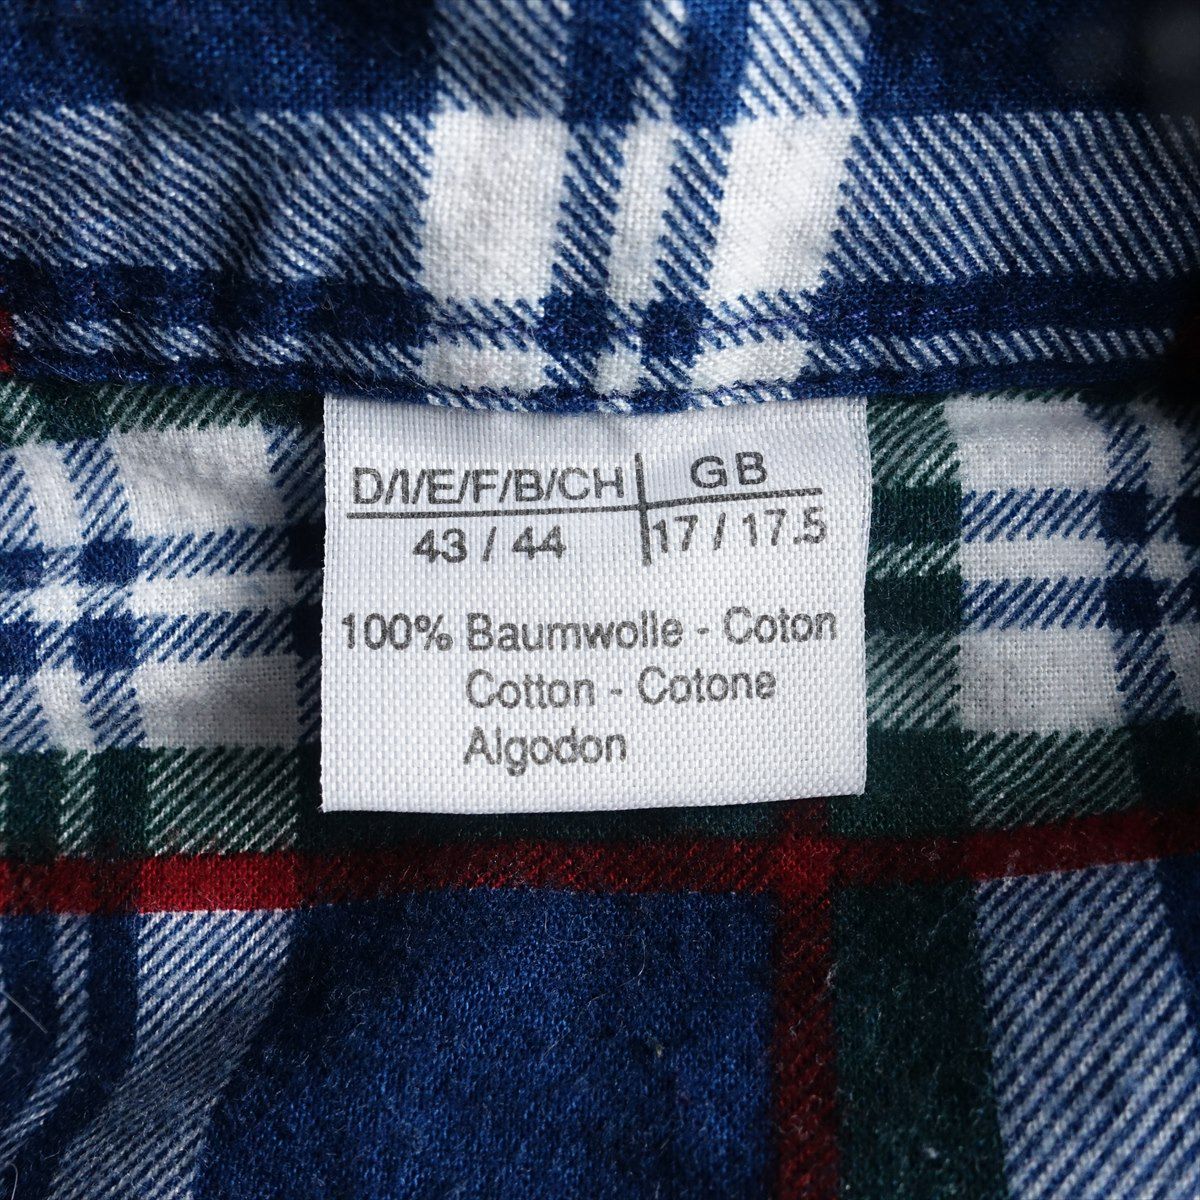 D/I/E/F/B/CH GB
43 / 44 17 / 17.5
100% Baumwolle - Coton
Cotton - Cotone
Algodon